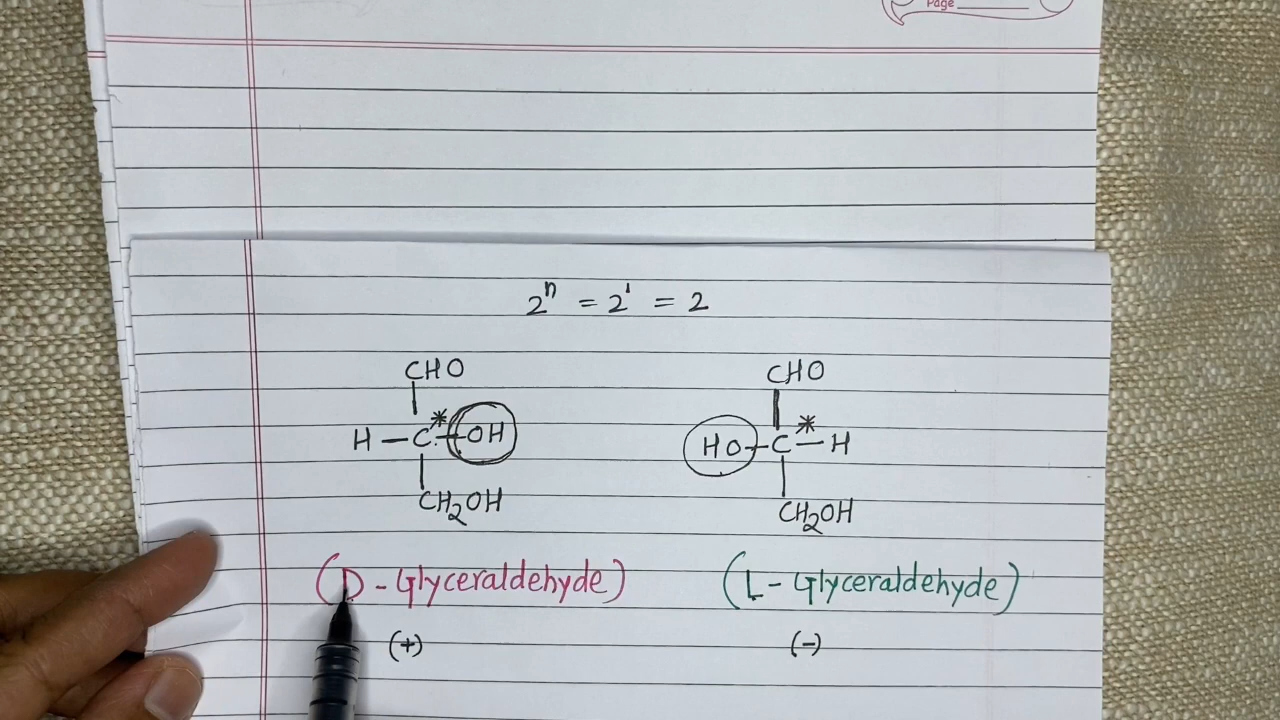 Page
2ⁿ = 2¹ = 2
CHO CHO
H — C* — OH HO — C* — H
CH₂OH CH₂OH
(D - Glyceraldehyde) (L - Glyceraldehyde)
(+) (-)